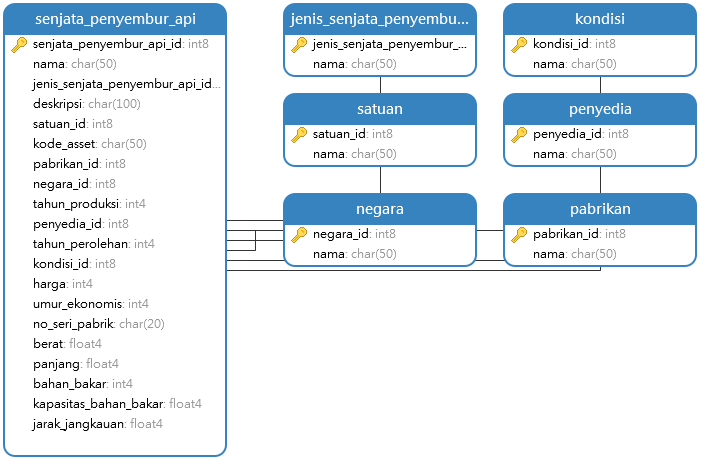 senjata_penyembur_api
senjata_penyembur_api_id: int8
nama: char(50)
jenis_senjata_penyembur_api_id...
deskripsi: char(100)
satuan_id: int8
kode_asset: char(50)
pabrikan_id: int8
negara_id: int8
tahun_produksi: int4
penyedia_id: int8
tahun_perolehan: int4
kondisi_id: int8
harga: int4
umur_ekonomis: int4
no_seri_pabrik: char(20)
berat: float4
panjang: float4
bahan_bakar: int4
kapasitas_bahan_bakar: float4
jarak_jangkauan: float4
jenis_senjata_penyembu...
jenis_senjata_penyembur_...
nama: char(50)
satuan
satuan_id: int8
nama: char(50)
negara
negara_id: int8
nama: char(50)
kondisi
kondisi_id: int8
nama: char(50)
penyedia
penyedia_id: int8
nama: char(50)
pabrikan
pabrikan_id: int8
nama: char(50)